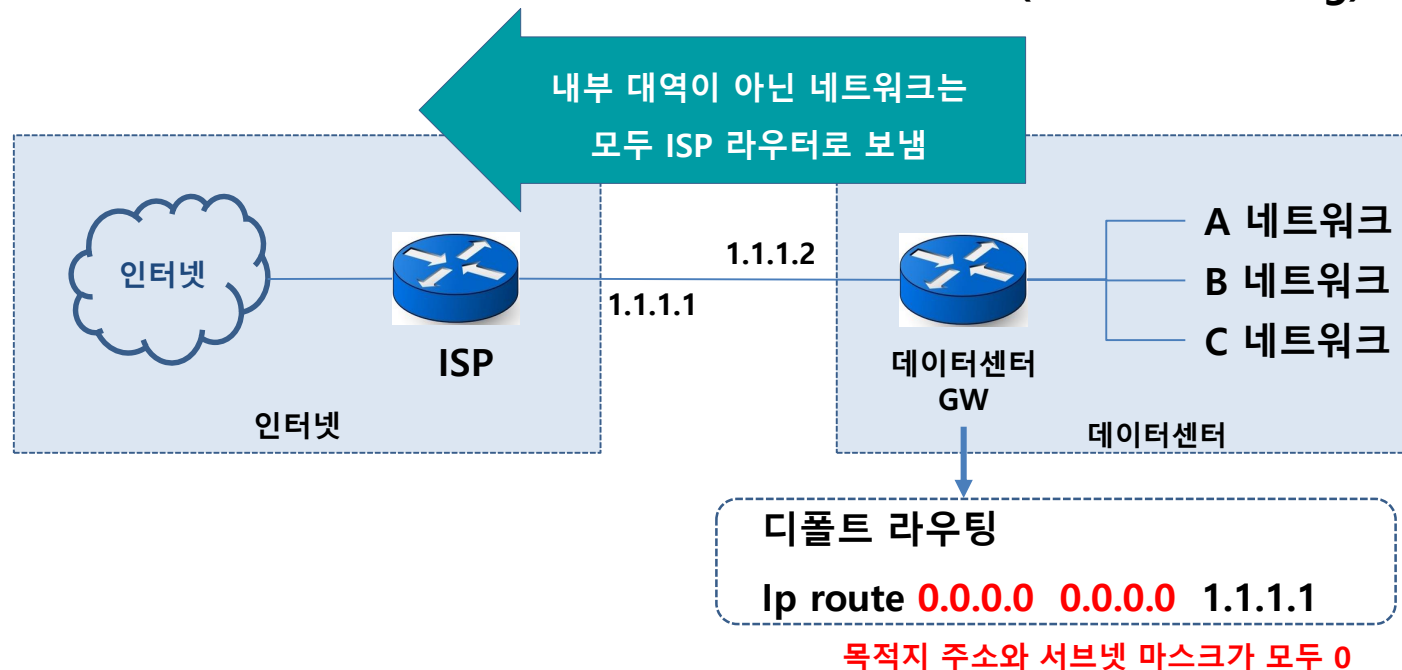 내부 대역이 아닌 네트워크는
모두 ISP 라우터로 보냄
인터넷
ISP
인터넷
1.1.1.1
1.1.1.2
데이터센터
GW
A 네트워크
B 네트워크
C 네트워크
데이터센터
디폴트 라우팅
Ip route 0.0.0.0 0.0.0.0 1.1.1.1
목적지 주소와 서브넷 마스크가 모두 0